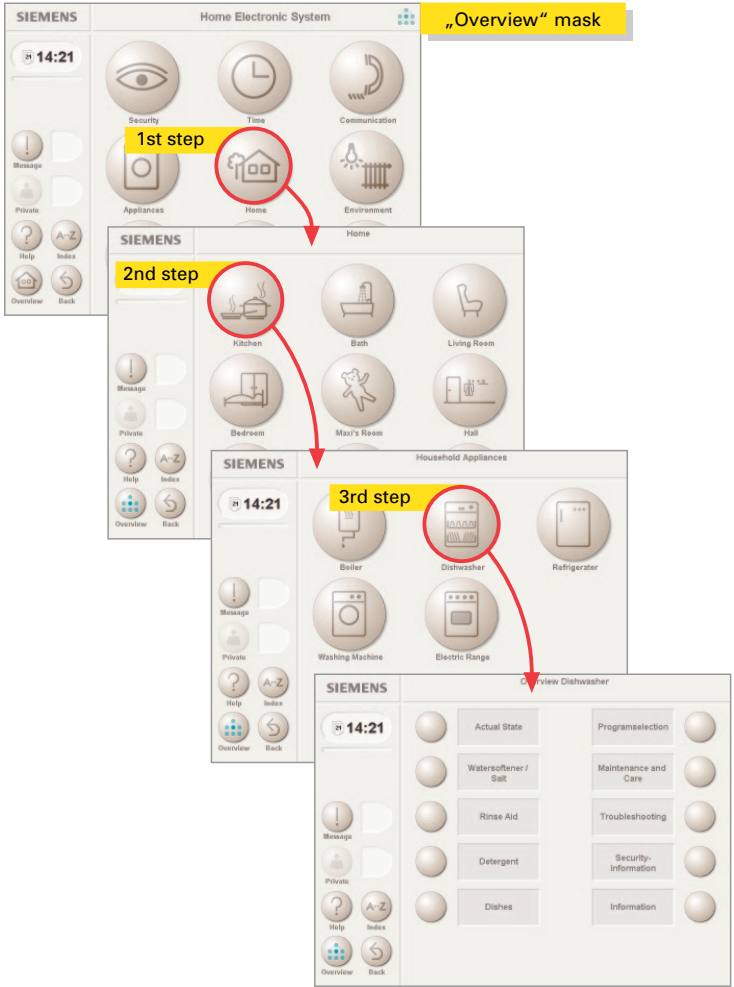 SIEMENS
Home Electronic System
„Overview“ mask
21 14:21
Security
Time
Communication
1st step
Message
Appliances
Home
Environment
Private
Help
Index
A-Z
?
!
Overview
Back
SIEMENS
Home
2nd step
Kitchen
Bath
Living Room
!
Message
Bedroom
Maxi's Room
Hall
Private
?
A-Z
Help
Index
Overview
Back
SIEMENS
Household Appliances
21 14:21
3rd step
Boiler
Dishwasher
Refrigerater
!
Message
Private
Washing Machine
Electric Range
?
A-Z
Help
Index
Overview
Back
SIEMENS
Overview Dishwasher
21 14:21
Actual State
Programselection
Watersoftener /
Salt
Maintenance and
Care
!
Message
Rinse Aid
Troubleshooting
Private
Detergent
Security-
information
?
A-Z
Help
Index
Dishes
Information
Overview
Back